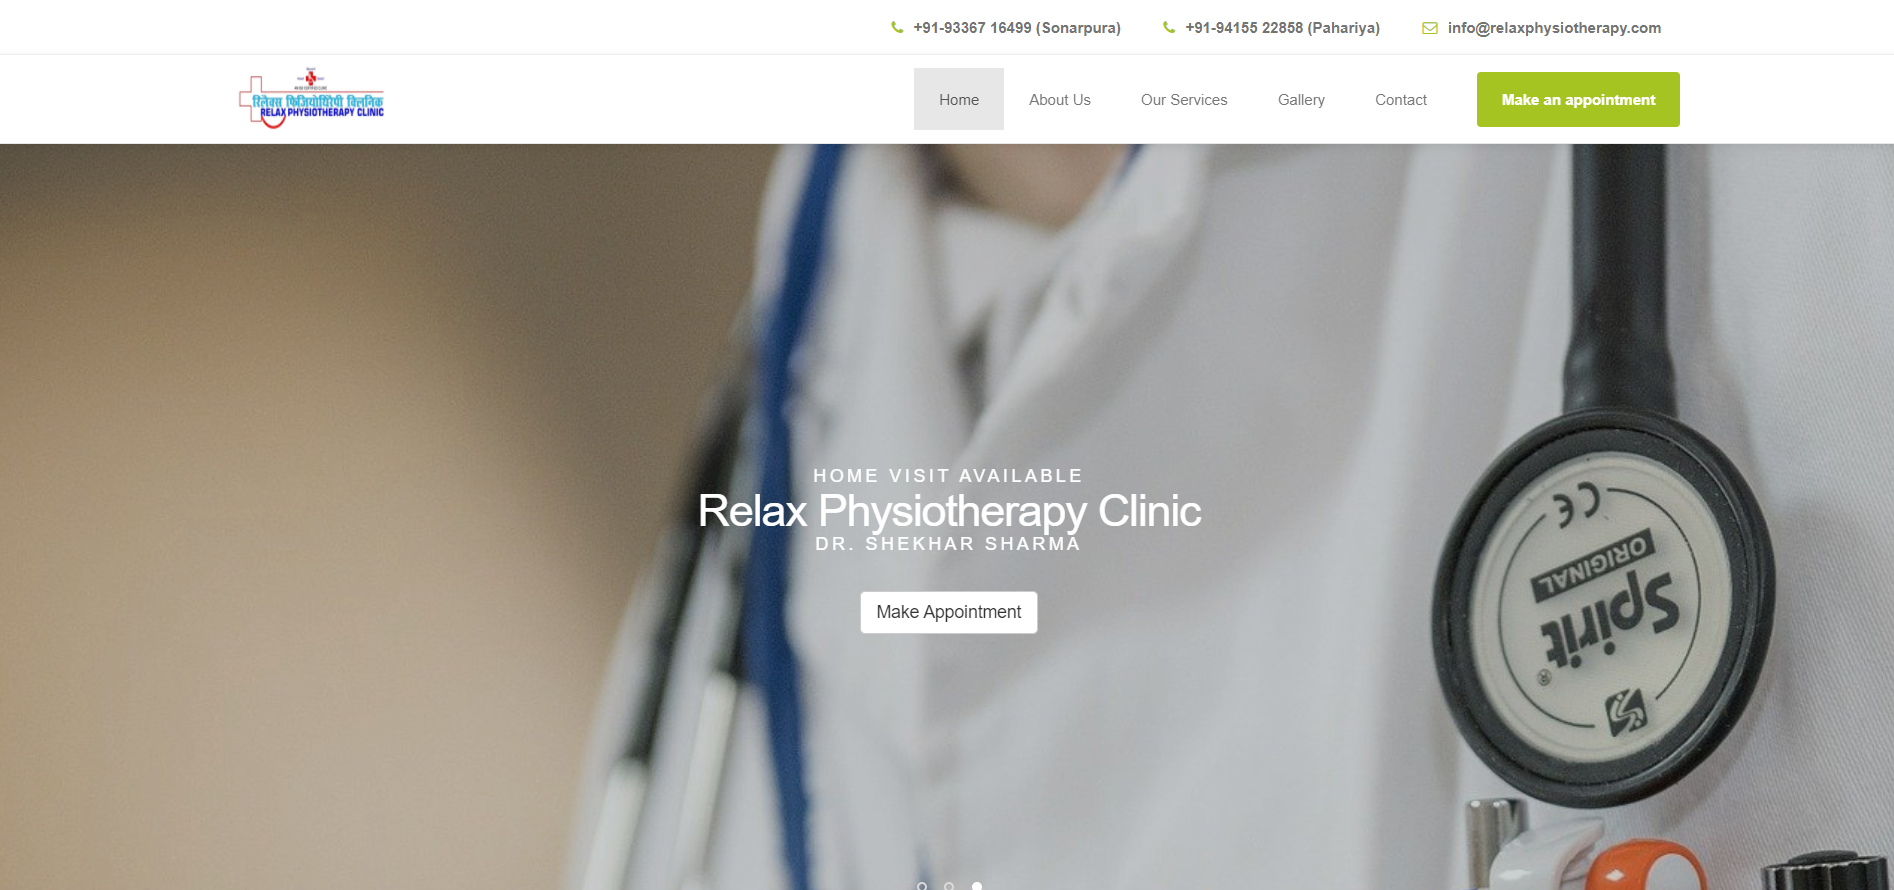 +91-93367 16499 (Sonarpura) +91-94155 22858 (Pahariya) info@relaxphysiotherapy.com
रिलैक्स फिजियोथिरेपी क्लिनिक
RELAX PHYSIOTHERAPY CLINIC
Home About Us Our Services Gallery Contact Make an appointment
HOME VISIT AVAILABLE
Relax Physiotherapy Clinic
DR. SHEKHAR SHARMA
Make Appointment
CE
ORIGINAL
Spirit
®